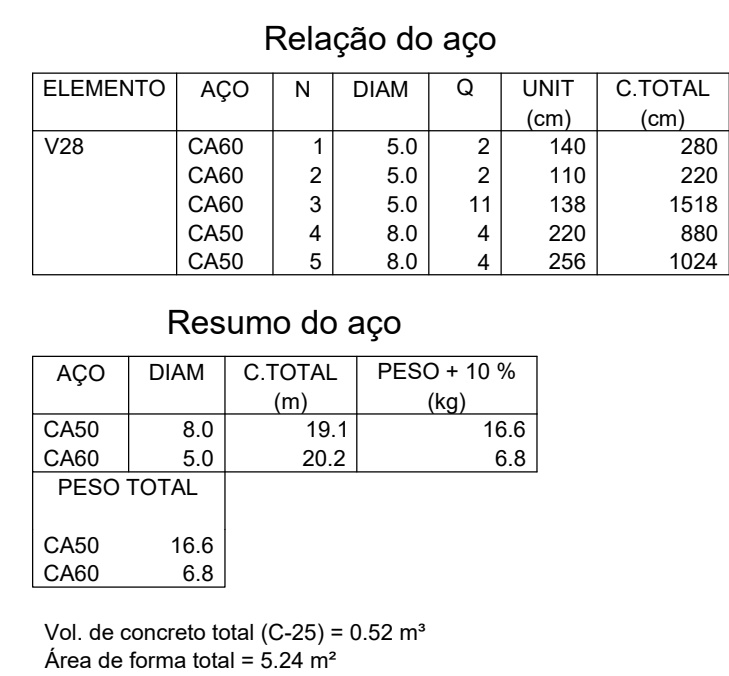 Relação do aço
ELEMENTO AÇO N DIAM Q UNIT C.TOTAL
(cm) (cm)
V28 CA60 1 5.0 2 140 280
CA60 2 5.0 2 110 220
CA60 3 5.0 11 138 1518
CA50 4 8.0 4 220 880
CA50 5 8.0 4 256 1024
Resumo do aço
AÇO DIAM C.TOTAL PESO + 10 %
(m) (kg)
CA50 8.0 19.1 16.6
CA60 5.0 20.2 6.8
PESO TOTAL
CA50 16.6
CA60 6.8
Vol. de concreto total (C-25) = 0.52 m³
Área de forma total = 5.24 m²